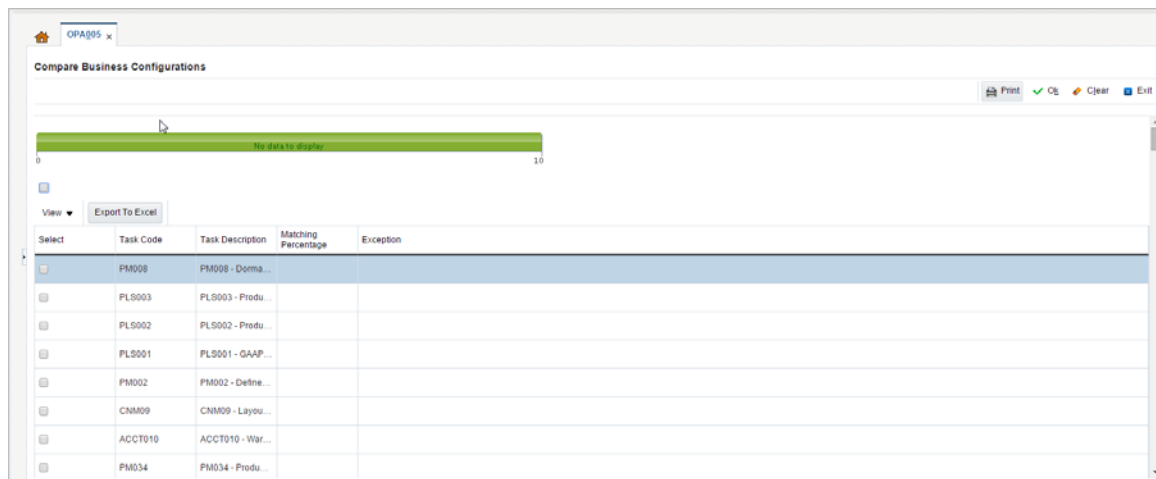 OPA005 x
Compare Business Configurations
Print Ok Clear Exit
No data to display
0 10
View Export To Excel
Select Task Code Task Description Matching Percentage Exception
PM008 PM008 - Dorma...
PLS003 PLS003 - Produ...
PLS002 PLS002 - Produ...
PLS001 PLS001 - GAAP...
PM002 PM002 - Define...
CNM09 CNM09 - Layou...
ACCT010 ACCT010 - War...
PM034 PM034 - Produ...